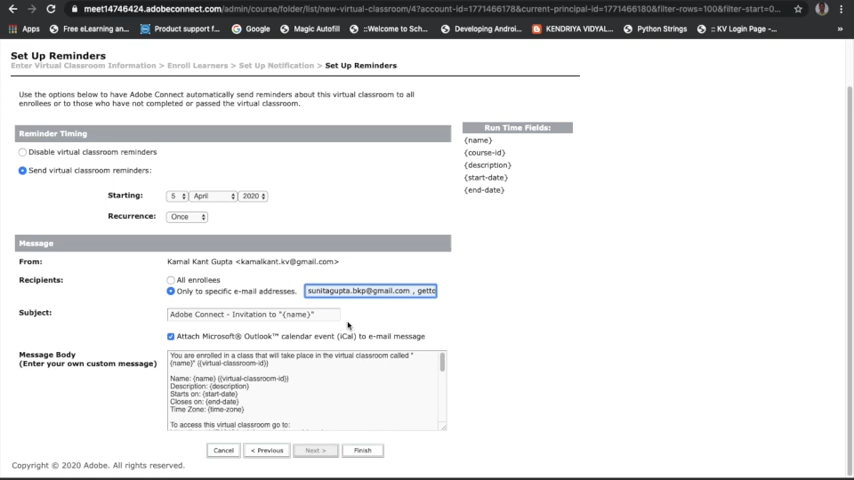 meet14746424.adobeconnect.com/admin/course/folder/list/new-virtual-classroom/4?account-id=1771466178&current-principal-id=1771466180&filter-rows=100&filter-start=0...
Apps Free eLearning an... Product support f... Google Magic Autofill ::Welcome to Sch... Developing Android... KENDRIYA VIDYAL... Python Strings :: KV Login Page -... »
Set Up Reminders
Enter Virtual Classroom Information > Enroll Learners > Set Up Notification > Set Up Reminders
Use the options below to have Adobe Connect automatically send reminders about this virtual classroom to all
enrollees or to those who have not completed or passed the virtual classroom.
Reminder Timing
Disable virtual classroom reminders
Send virtual classroom reminders:
Starting: 5 April 2020
Recurrence: Once
Message
From: Kamal Kant Gupta <kamalkant.kv@gmail.com>
Recipients: All enrollees
Only to specific e-mail addresses. sunitagupta.bkp@gmail.com , gettc
Subject: Adobe Connect - Invitation to "{name}"
Attach Microsoft® Outlook™ calendar event (iCal) to e-mail message
Message Body
(Enter your own custom message)
You are enrolled in a class that will take place in the virtual classroom called "
{name}" ({virtual-classroom-id})
Name: {name} ({virtual-classroom-id})
Description: {description}
Starts on: {start-date}
Closes on: {end-date}
Time Zone: {time-zone}
To access this virtual classroom go to:
Cancel < Previous Next > Finish
Run Time Fields:
{name}
{course-id}
{description}
{start-date}
{end-date}
Copyright © 2020 Adobe. All rights reserved.